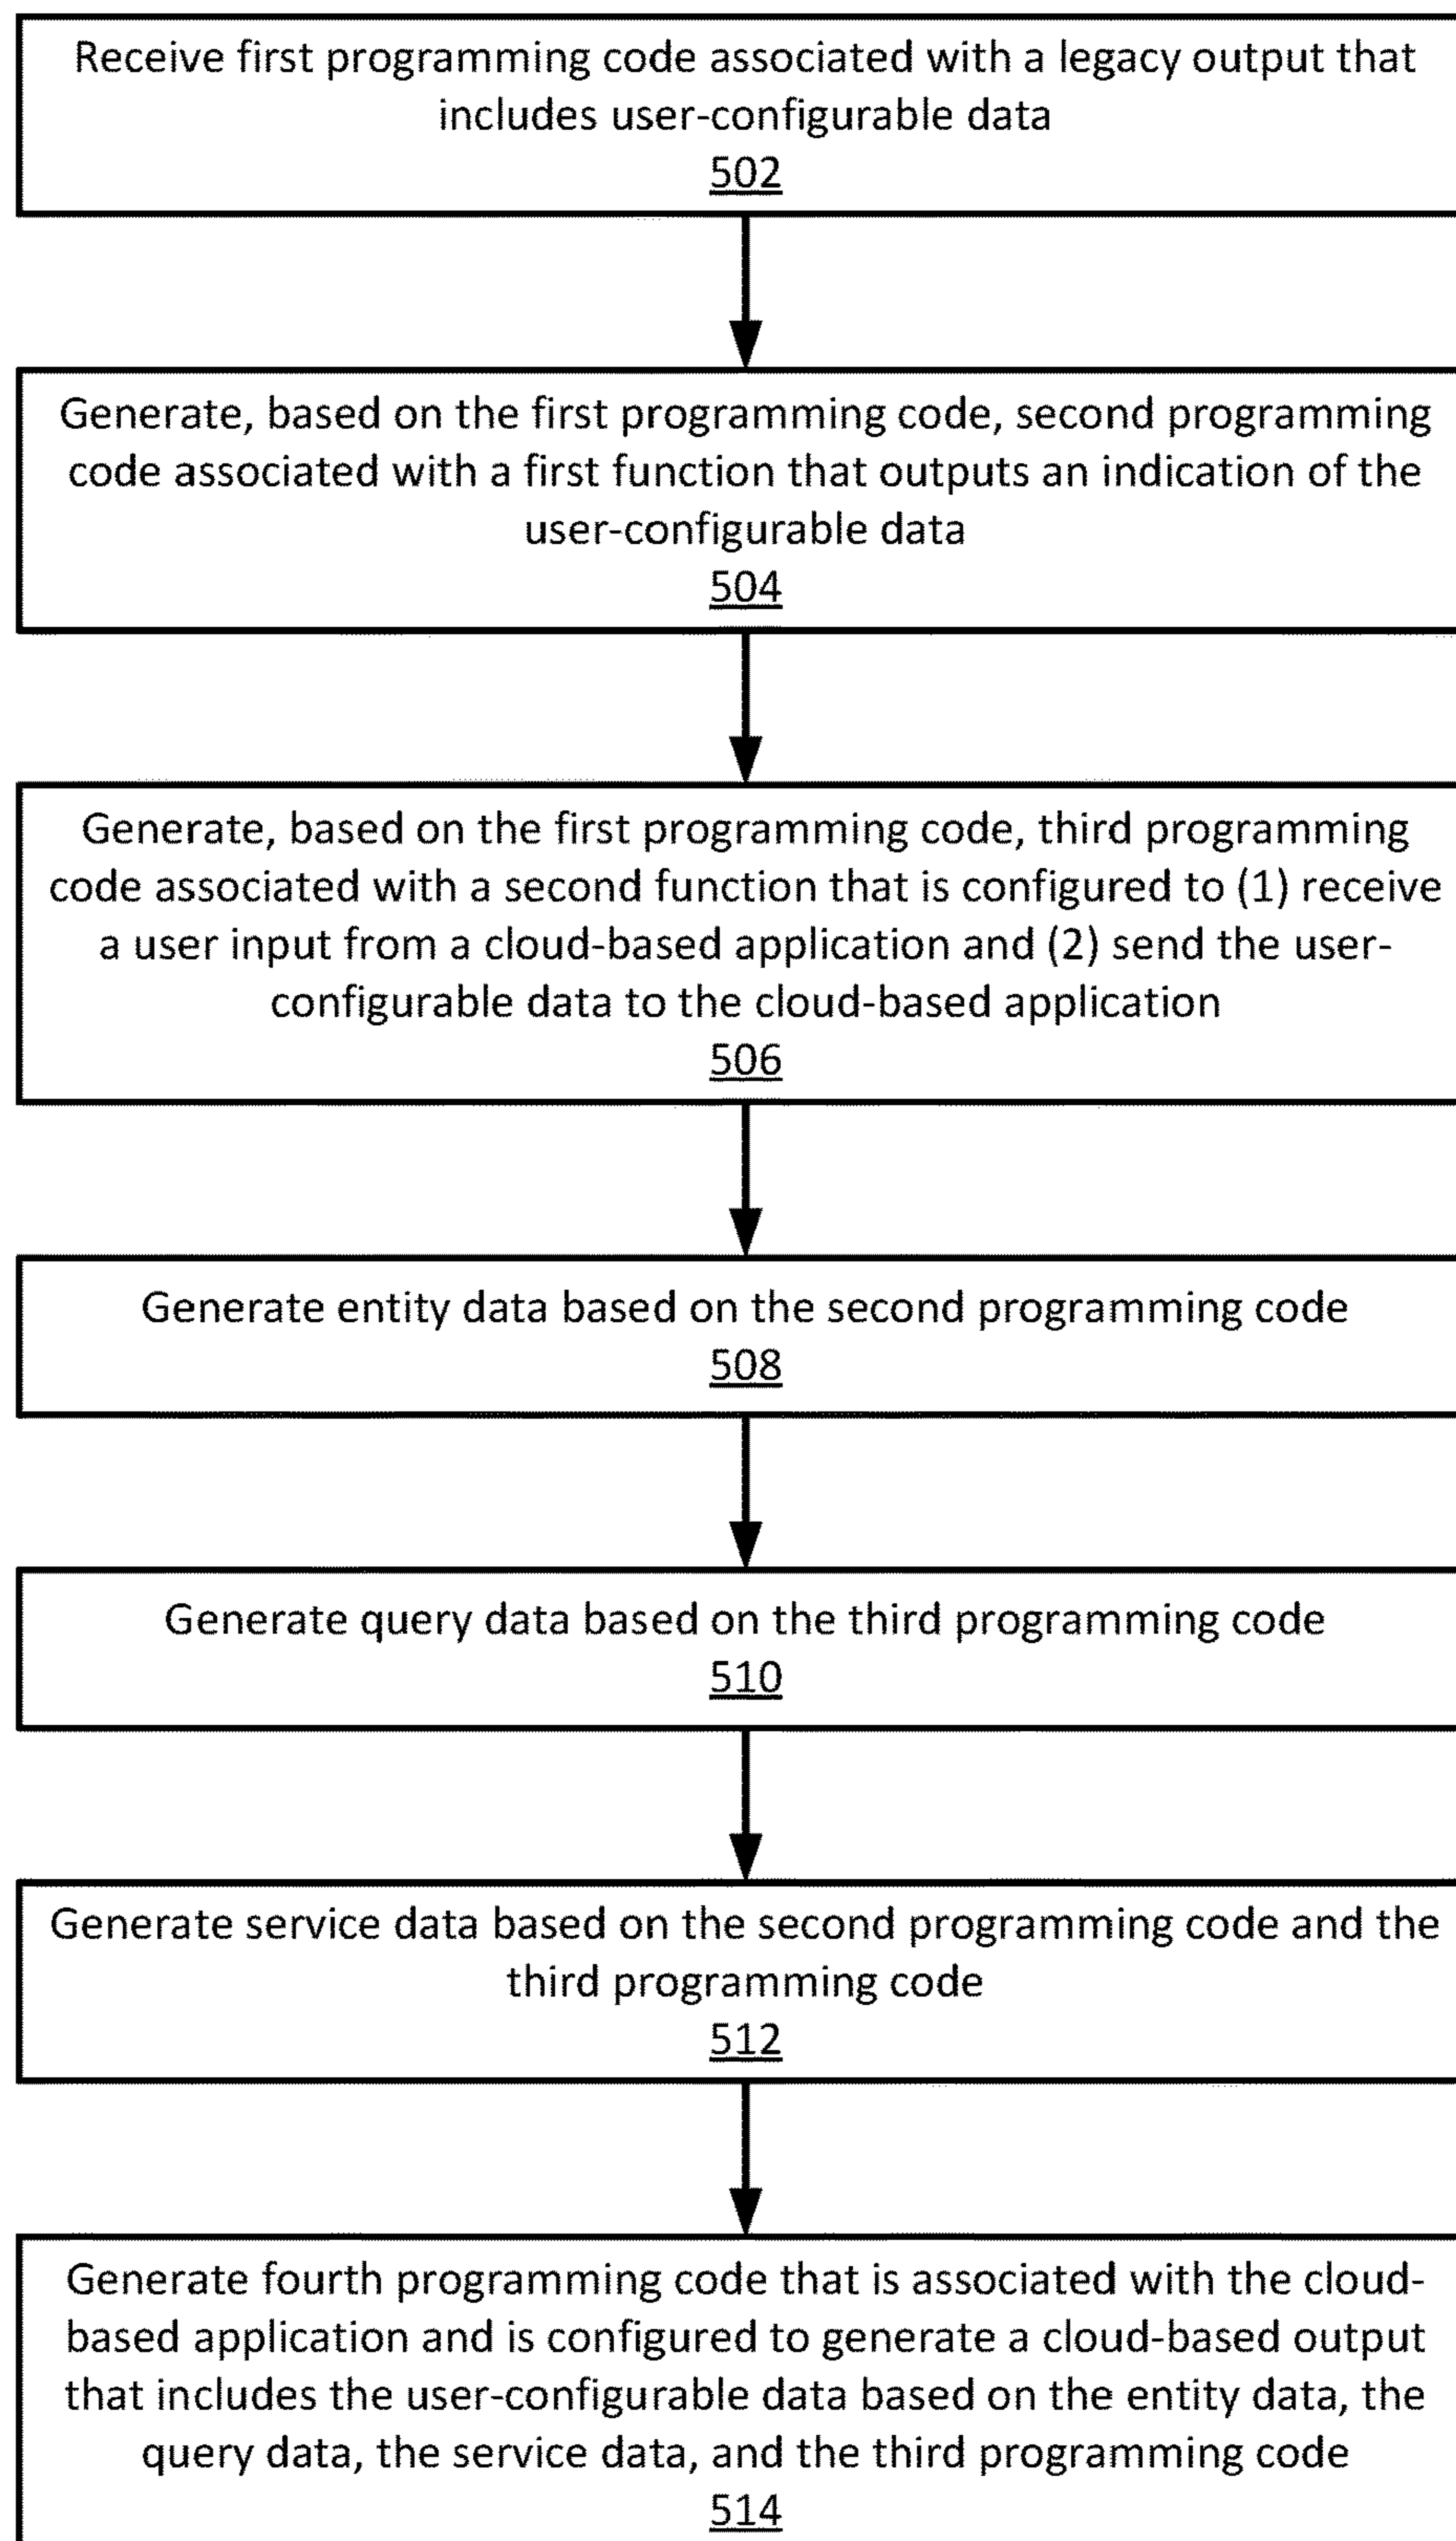 Receive first programming code associated with a legacy output that
includes user-configurable data
502
Generate, based on the first programming code, second programming
code associated with a first function that outputs an indication of the
user-configurable data
504
Generate, based on the first programming code, third programming
code associated with a second function that is configured to (1) receive
a user input from a cloud-based application and (2) send the user-
configurable data to the cloud-based application
506
Generate entity data based on the second programming code
508
Generate query data based on the third programming code
510
Generate service data based on the second programming code and the
third programming code
512
Generate fourth programming code that is associated with the cloud-
based application and is configured to generate a cloud-based output
that includes the user-configurable data based on the entity data, the
query data, the service data, and the third programming code
514